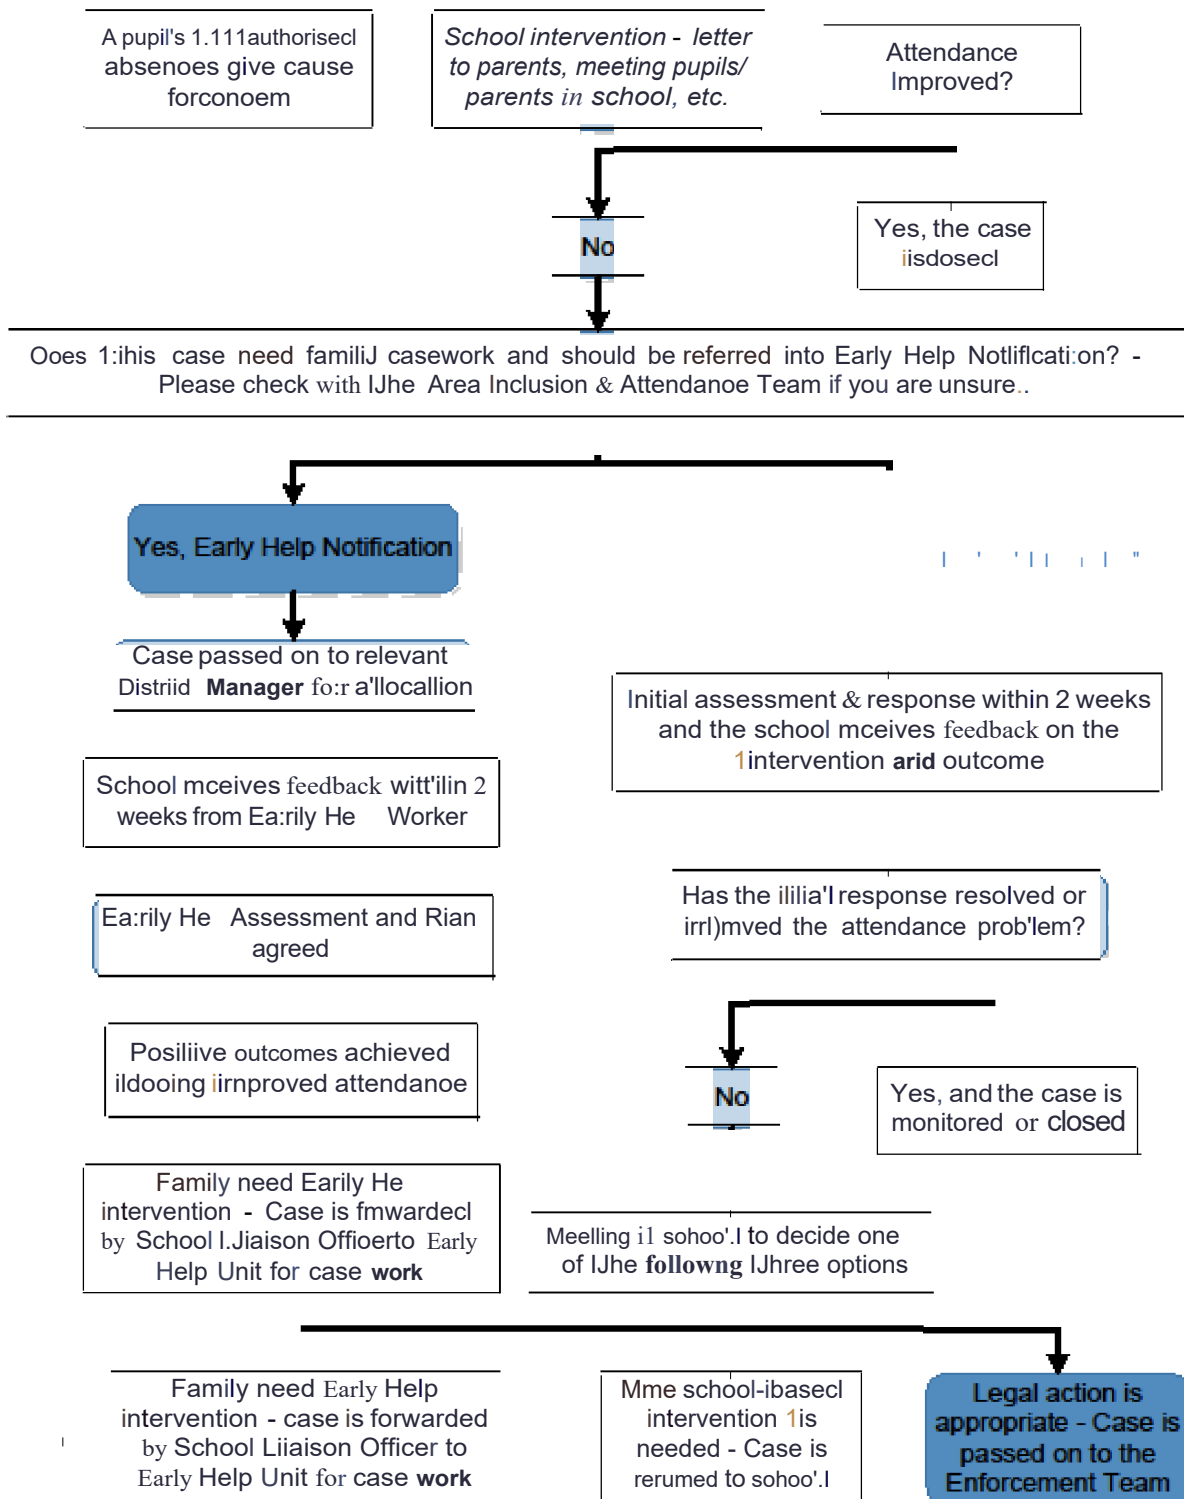 A pupil's 1.111authorisecl
absenoes give cause
forconoem
School intervention - letter
to parents, meeting pupils/
parents in school, etc.
Attendance
Improved?
No
Yes, the case
iisdosecl
Ooes 1:ihis case need familiJ casework and should be referred into Early Help Notliflcati:on? -
Please check with IJhe Area Inclusion & Attendanoe Team if you are unsure..
Yes, Early Help Notification
Case passed on to relevant
Distriid Manager fo:r a'llocallion
Initial assessment & response within 2 weeks
and the school mceives feedback on the
1intervention arid outcome
School mceives feedback witt'ilin 2
weeks from Ea:rily He Worker
Ea:rily He Assessment and Rian
agreed
Has the ililia'l response resolved or
irrl)mved the attendance prob'lem?
Posiliive outcomes achieved
ildooing iirnproved attendanoe
No
Yes, and the case is
monitored or closed
Family need Earily He
intervention - Case is fmwardecl
by School l.Jiaison Offioerto Early
Help Unit for case work
Meelling i1 sohoo'.l to decide one
of IJhe followng IJhree options
Family need Early Help
intervention - case is forwarded
by School Liiaison Officer to
Early Help Unit for case work
Mme school-ibasecl
intervention 1is
needed - Case is
rerumed to sohoo'.l
Legal action is
appropriate - Case is
passed on to the
Enforcement Team